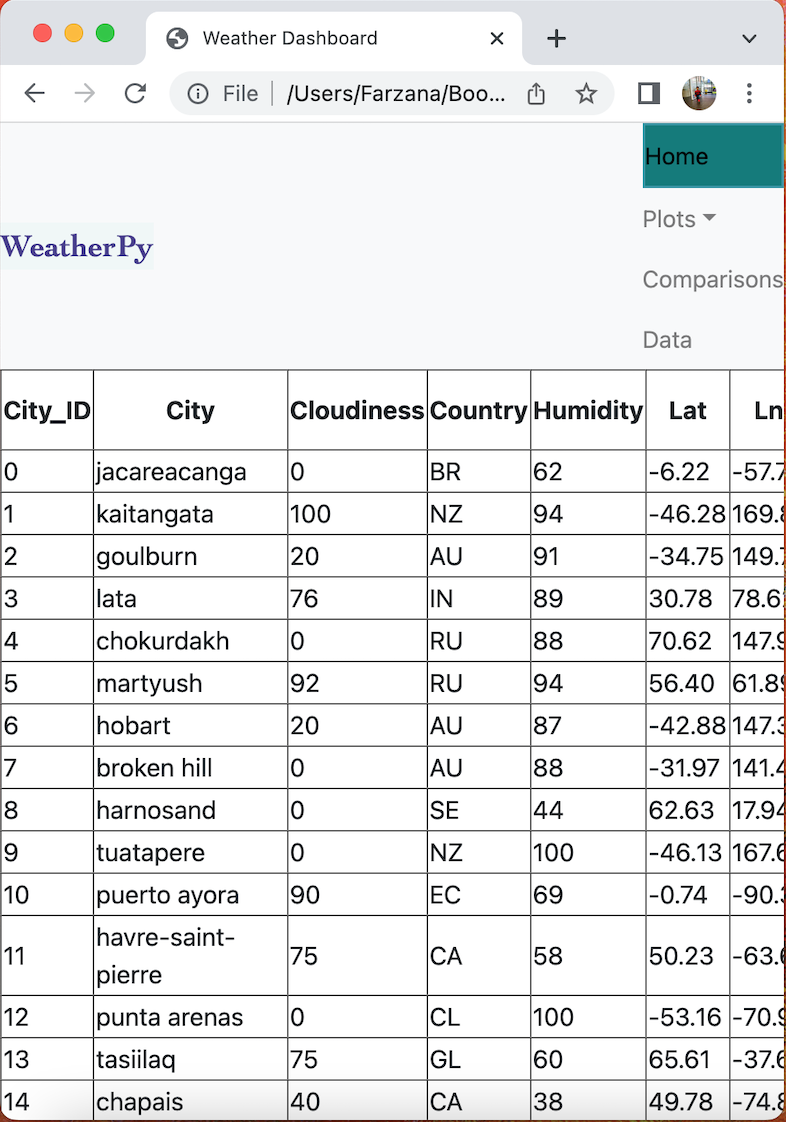 Weather Dashboard
File /Users/Farzana/Boo...
Home
Plots
WeatherPy
Comparisons
Data
City_ID City Cloudiness Country Humidity Lat Ln
0 jacareacanga 0 BR 62 -6.22 -57.7
1 kaitangata 100 NZ 94 -46.28 169.8
2 goulburn 20 AU 91 -34.75 149.7
3 lata 76 IN 89 30.78 78.6
4 chokurdakh 0 RU 88 70.62 147.9
5 martyush 92 RU 94 56.40 61.89
6 hobart 20 AU 87 -42.88 147.3
7 broken hill 0 AU 88 -31.97 141.4
8 harnosand 0 SE 44 62.63 17.94
9 tuatapere 0 NZ 100 -46.13 167.6
10 puerto ayora 90 EC 69 -0.74 -90.3
11 havre-saint-
pierre 75 CA 58 50.23 -63.6
12 punta arenas 0 CL 100 -53.16 -70.9
13 tasiilaq 75 GL 60 65.61 -37.6
14 chapais 40 CA 38 49.78 -74.8